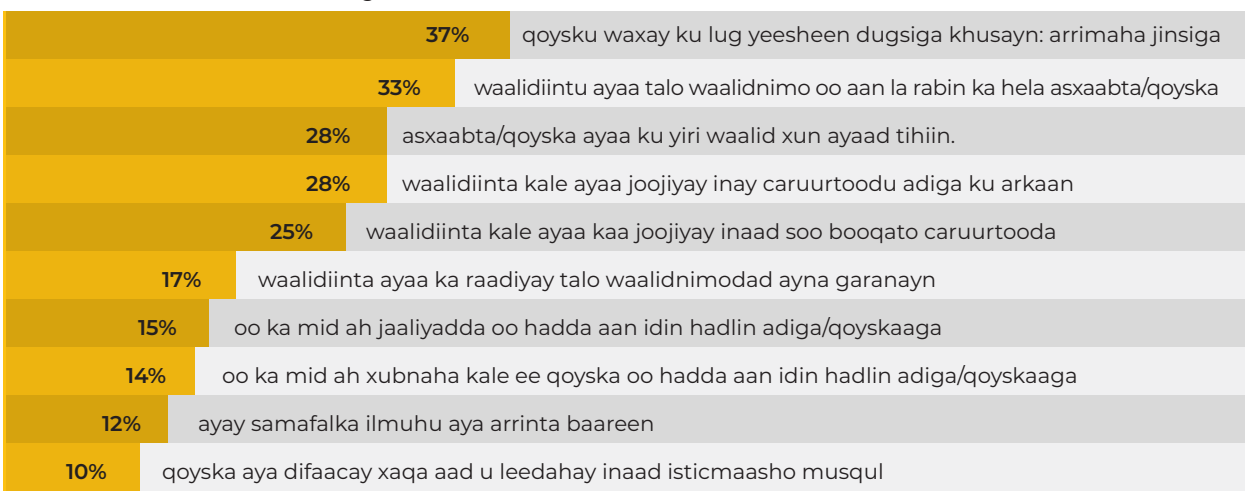 37% qoysku waxay ku lug yeesheen dugsiga khusayn: arrimaha jinsiga
33% waalidiintu ayaa talo waalidnimo oo aan la rabin ka hela asxaabta/qoyska
28% asxaabta/qoyska ayaa ku yiri waalid xun ayaad tihiin.
28% waalidiinta kale ayaa joojiyay inay caruurtoodu adiga ku arkaan
25% waalidiinta kale ayaa kaa joojiyay inaad soo booqato caruurtooda
17% waalidiinta ayaa ka raadiyay talo waalidnimodad ayna garanayn
15% oo ka mid ah jaaliyadda oo hadda aan idin hadlin adiga/qoyskaaga
14% oo ka mid ah xubnaha kale ee qoyska oo hadda aan idin hadlin adiga/qoyskaaga
12% ayay samafalka ilmuhu aya arrinta baareen
10% qoyska aya difaacay xaqa aad u leedahay inaad isticmaasho musqul